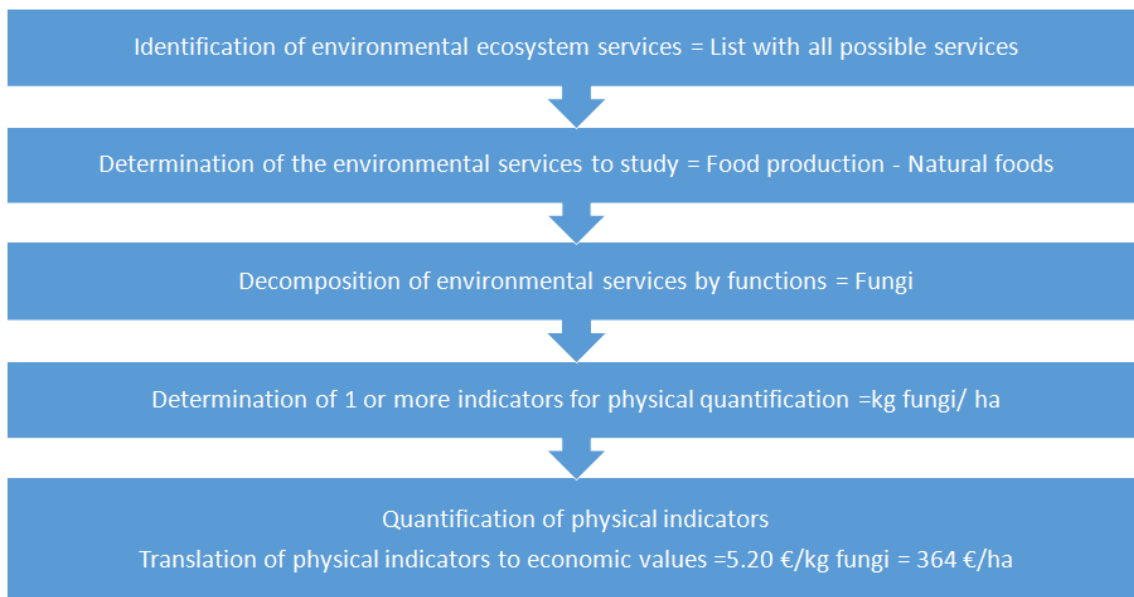 Identification of environmental ecosystem services = List with all possible services
Determination of the environmental services to study = Food production - Natural foods
Decomposition of environmental services by functions = Fungi
Determination of 1 or more indicators for physical quantification =kg fungi/ ha
Quantification of physical indicators
Translation of physical indicators to economic values =5.20 €/kg fungi = 364 €/ha